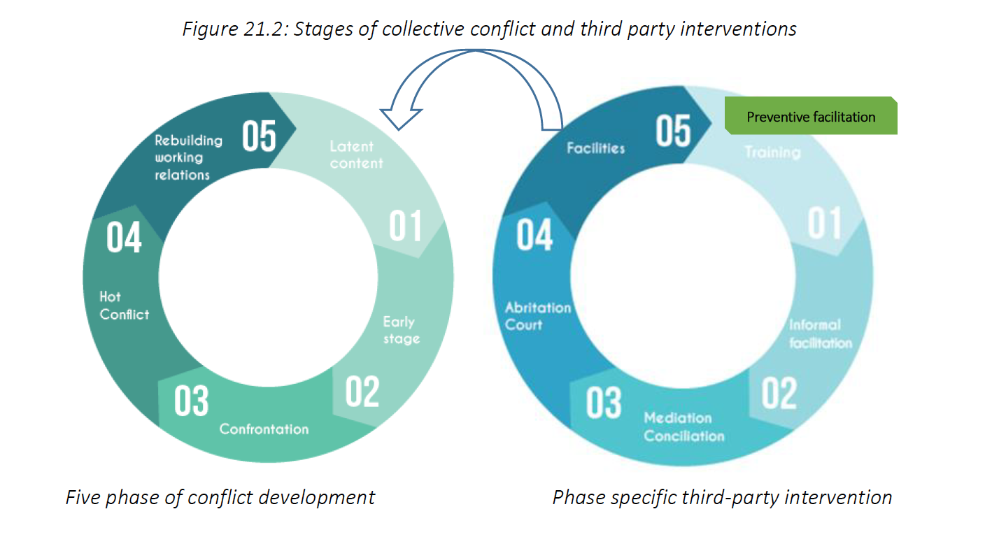 Figure 21.2: Stages of collective conflict and third party interventions
05
Rebuilding
working
relations
Latent
content
01
04
Hot
Conflict
Early
stage
03
02
Confrontation
Five phase of conflict development
Preventive facilitation
05
Facilities
Training
01
04
Abritation
Court
Informal
facilitation
03
02
Mediation
Conciliation
Phase specific third-party intervention